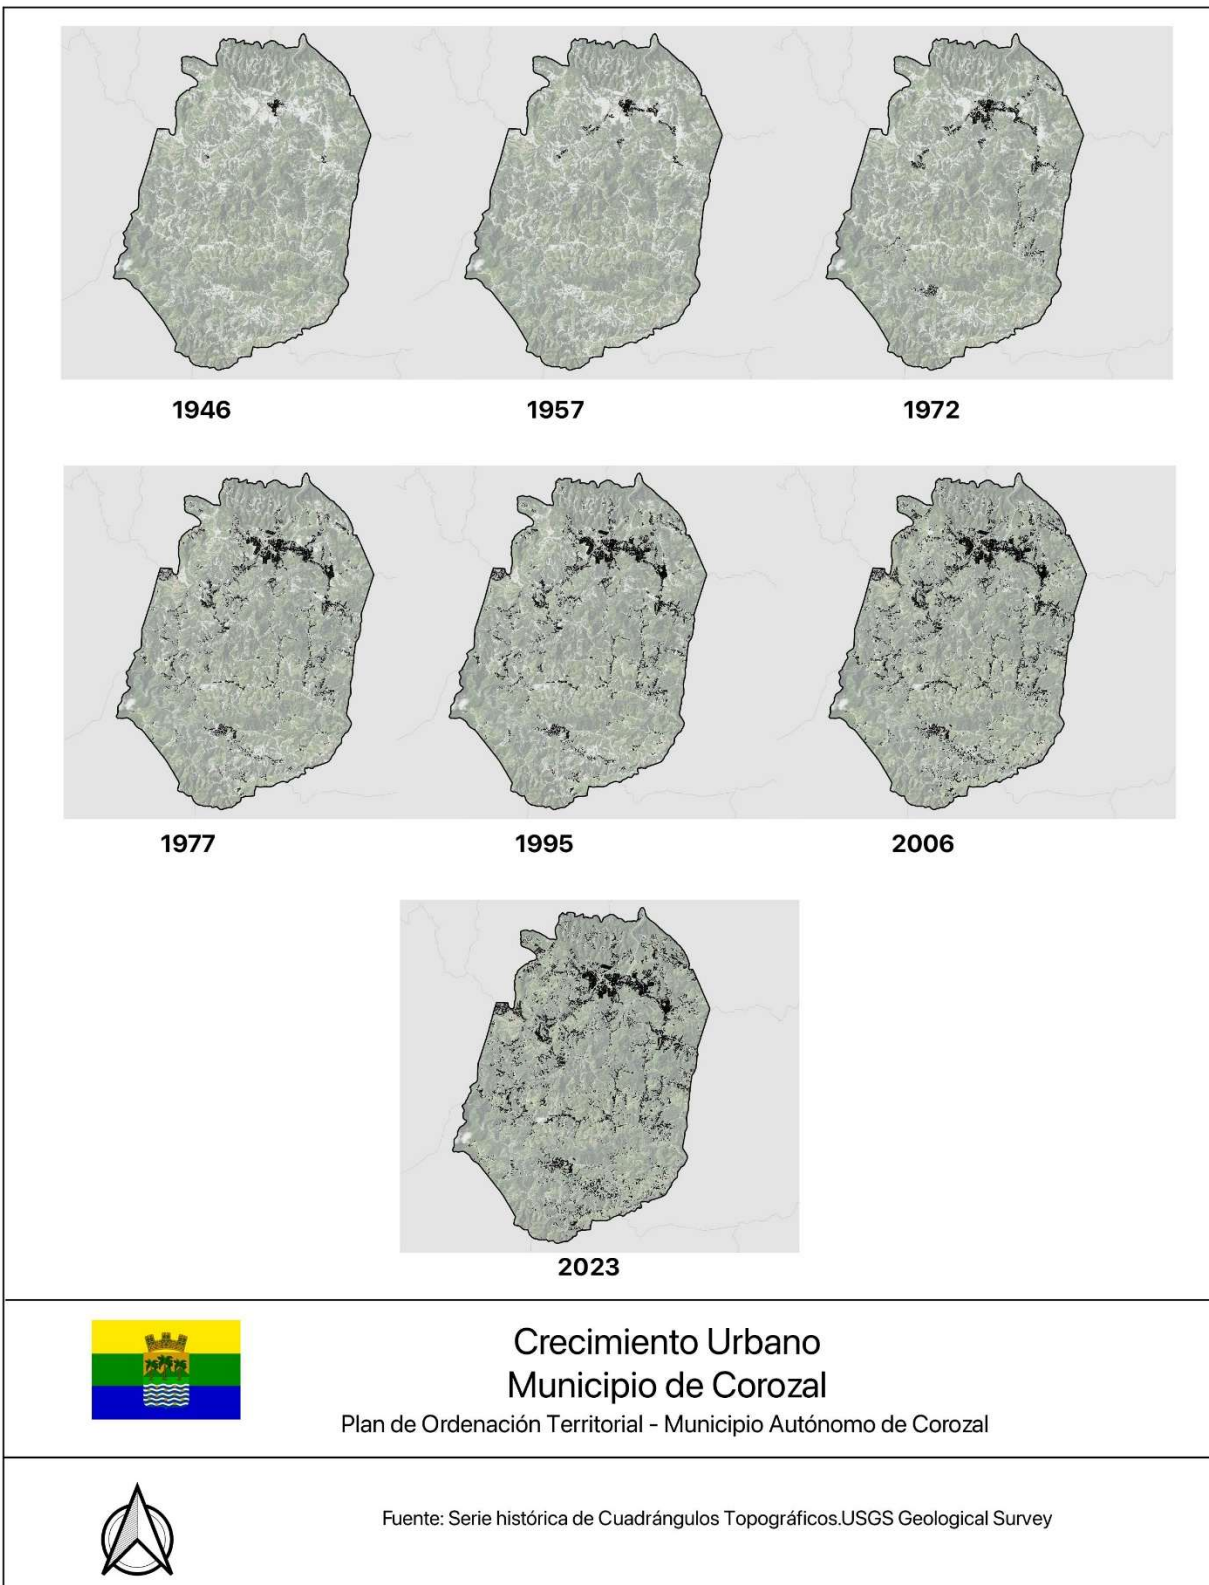 1946
1957
1972
1977
1995
2006
2023
Crecimiento Urbano
Municipio de Corozal
Plan de Ordenación Territorial - Municipio Autónomo de Corozal
Fuente: Serie histórica de Cuadrángulos Topográficos.USGS Geological Survey